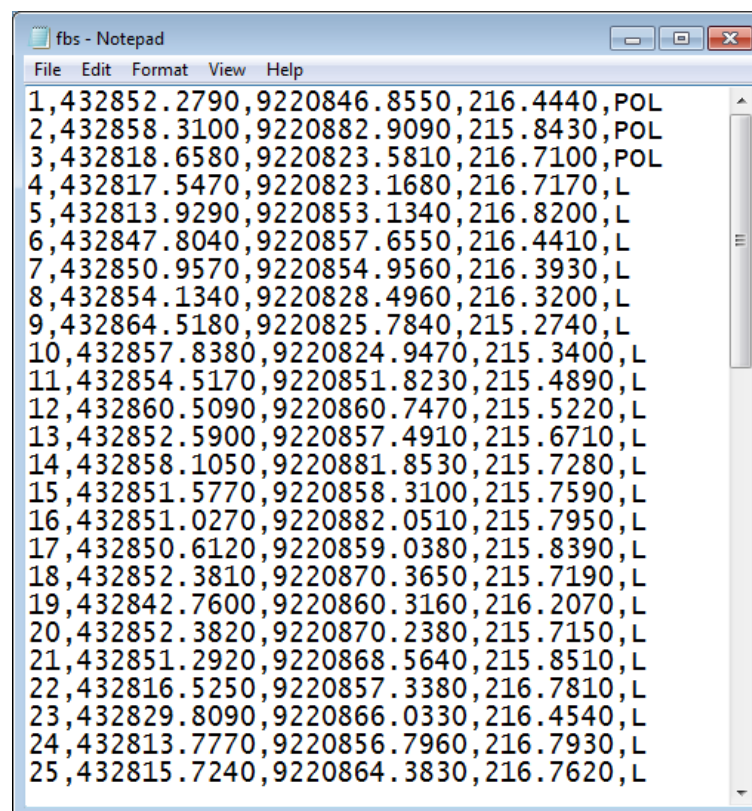 fbs - Notepad
File Edit Format View Help
1,432852.2790,9220846.8550,216.4440,POL
2,432858.3100,9220882.9090,215.8430,POL
3,432818.6580,9220823.5810,216.7100,POL
4,432817.5470,9220823.1680,216.7170,L
5,432813.9290,9220853.1340,216.8200,L
6,432847.8040,9220857.6550,216.4410,L
7,432850.9570,9220854.9560,216.3930,L
8,432854.1340,9220828.4960,216.3200,L
9,432864.5180,9220825.7840,215.2740,L
10,432857.8380,9220824.9470,215.3400,L
11,432854.5170,9220851.8230,215.4890,L
12,432860.5090,9220860.7470,215.5220,L
13,432852.5900,9220857.4910,215.6710,L
14,432858.1050,9220881.8530,215.7280,L
15,432851.5770,9220858.3100,215.7590,L
16,432851.0270,9220882.0510,215.7950,L
17,432850.6120,9220859.0380,215.8390,L
18,432852.3810,9220870.3650,215.7190,L
19,432842.7600,9220860.3160,216.2070,L
20,432852.3820,9220870.2380,215.7150,L
21,432851.2920,9220868.5640,215.8510,L
22,432816.5250,9220857.3380,216.7810,L
23,432829.8090,9220866.0330,216.4540,L
24,432813.7770,9220856.7960,216.7930,L
25,432815.7240,9220864.3830,216.7620,L